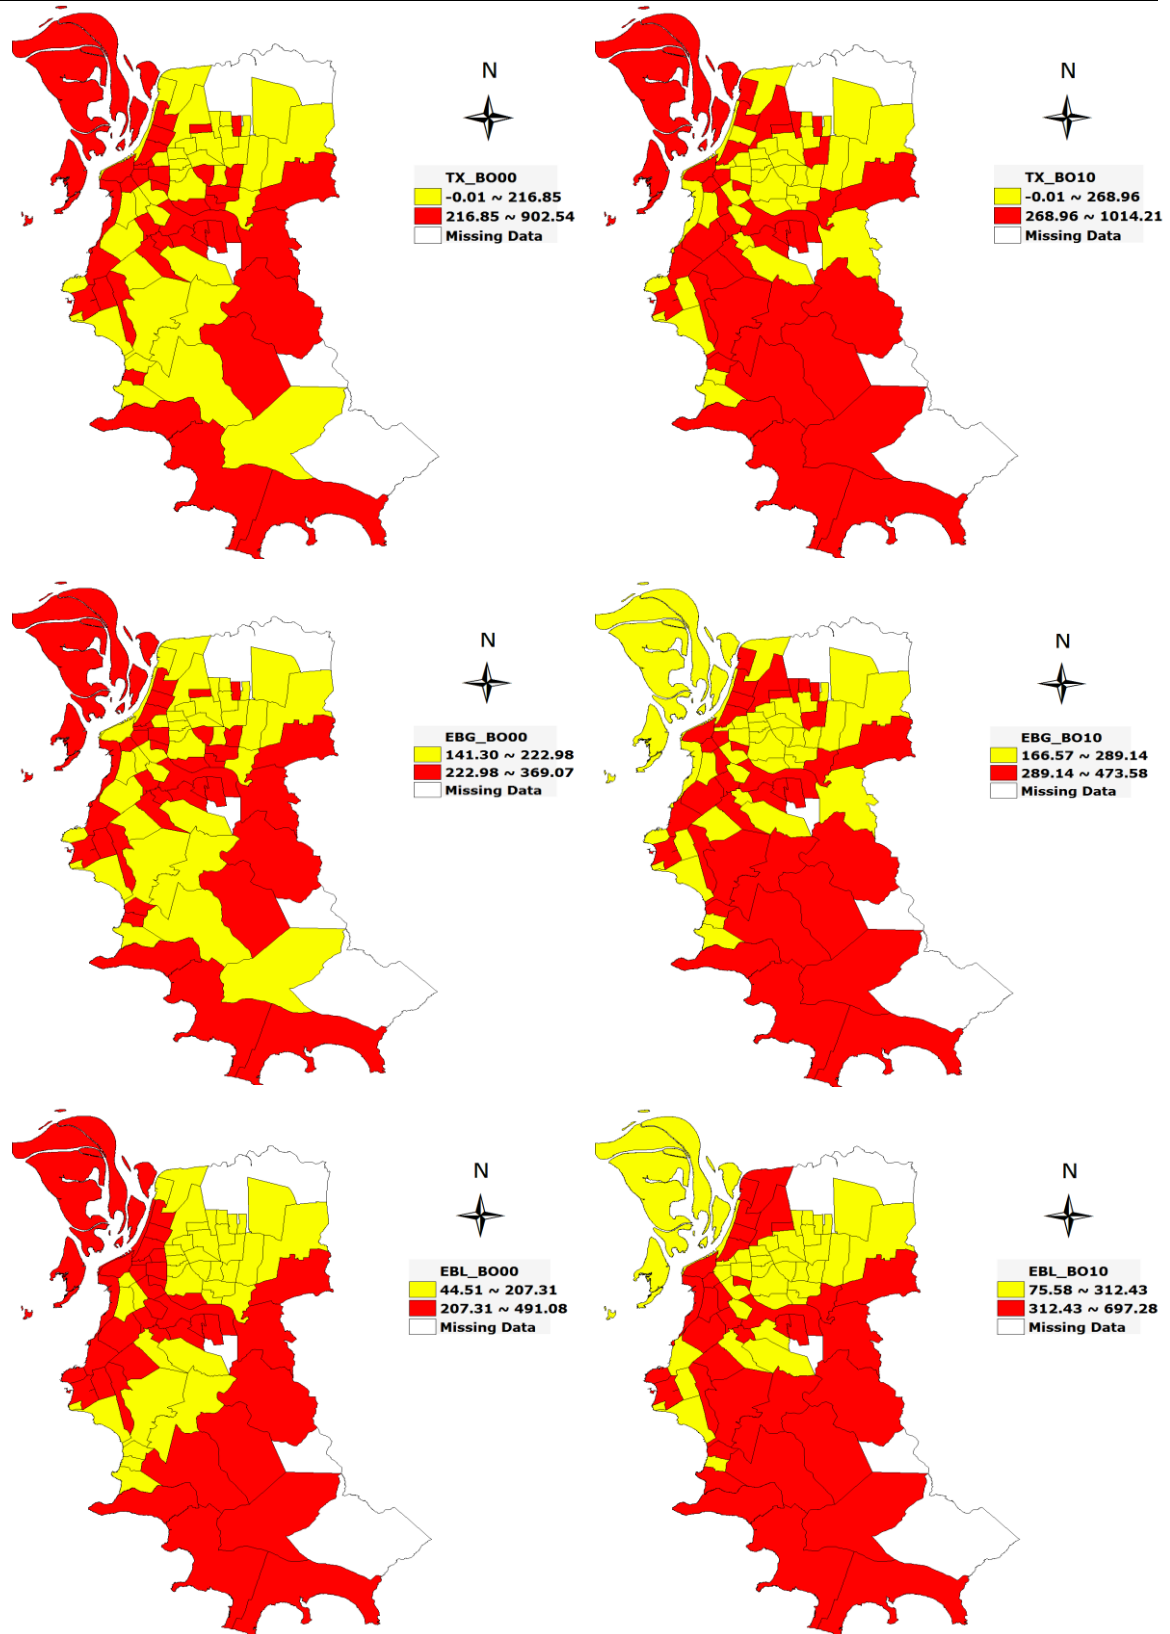 N
TX_BO00
-0.01 ~ 216.85
216.85 ~ 902.54
Missing Data
N
TX_BO10
-0.01 ~ 268.96
268.96 ~ 1014.21
Missing Data
N
EBG_BO00
141.30 ~ 222.98
222.98 ~ 369.07
Missing Data
N
EBG_BO10
166.57 ~ 289.14
289.14 ~ 473.58
Missing Data
N
EBL_BO00
44.51 ~ 207.31
207.31 ~ 491.08
Missing Data
N
EBL_BO10
75.58 ~ 312.43
312.43 ~ 697.28
Missing Data